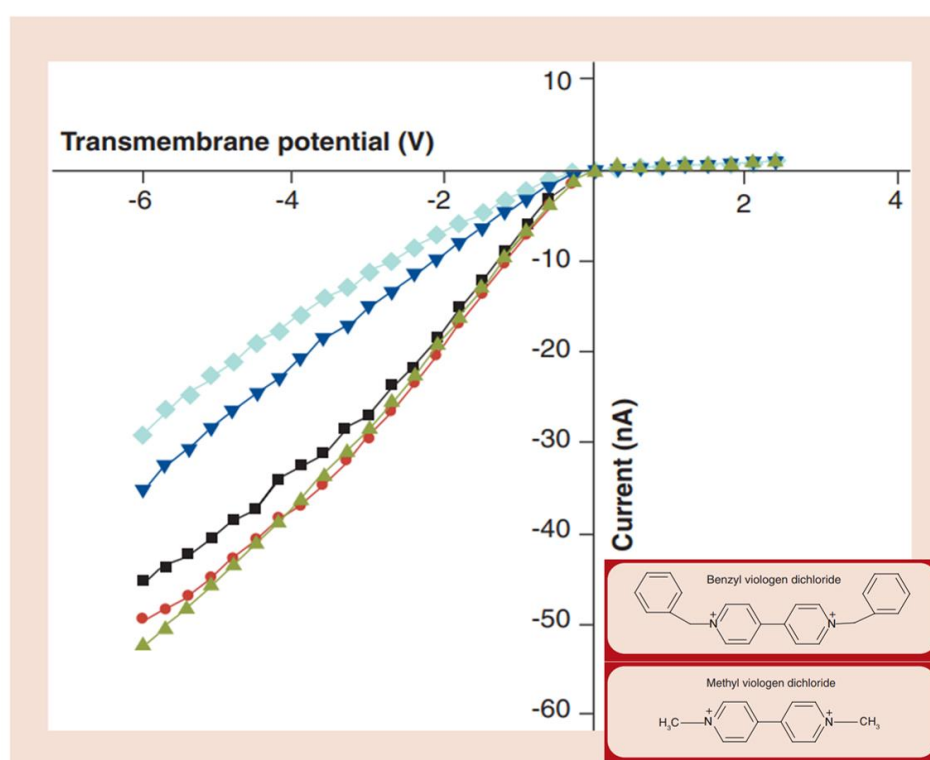 10
Transmembrane potential (V)
-6 -4 -2 2 4
-10
-20
-30
-40
-50
-60
Current (nA)
Benzyl viologen dichloride
+ +
N N
Methyl viologen dichloride
+ +
H₃C N N CH₃